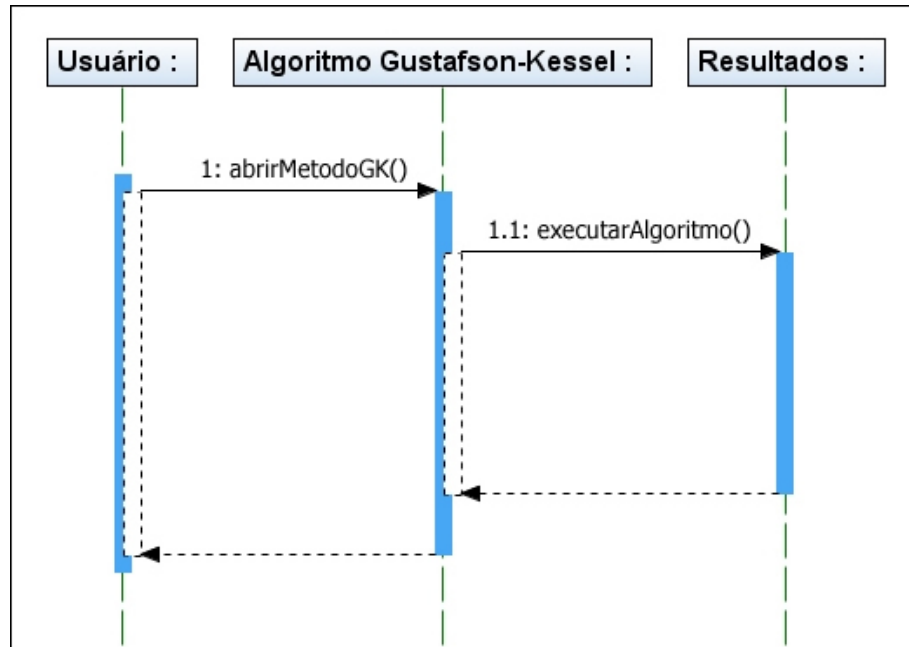 Usuário :
Algoritmo Gustafson-Kessel :
Resultados :
1: abrirMetodoGK()
1.1: executarAlgoritmo()